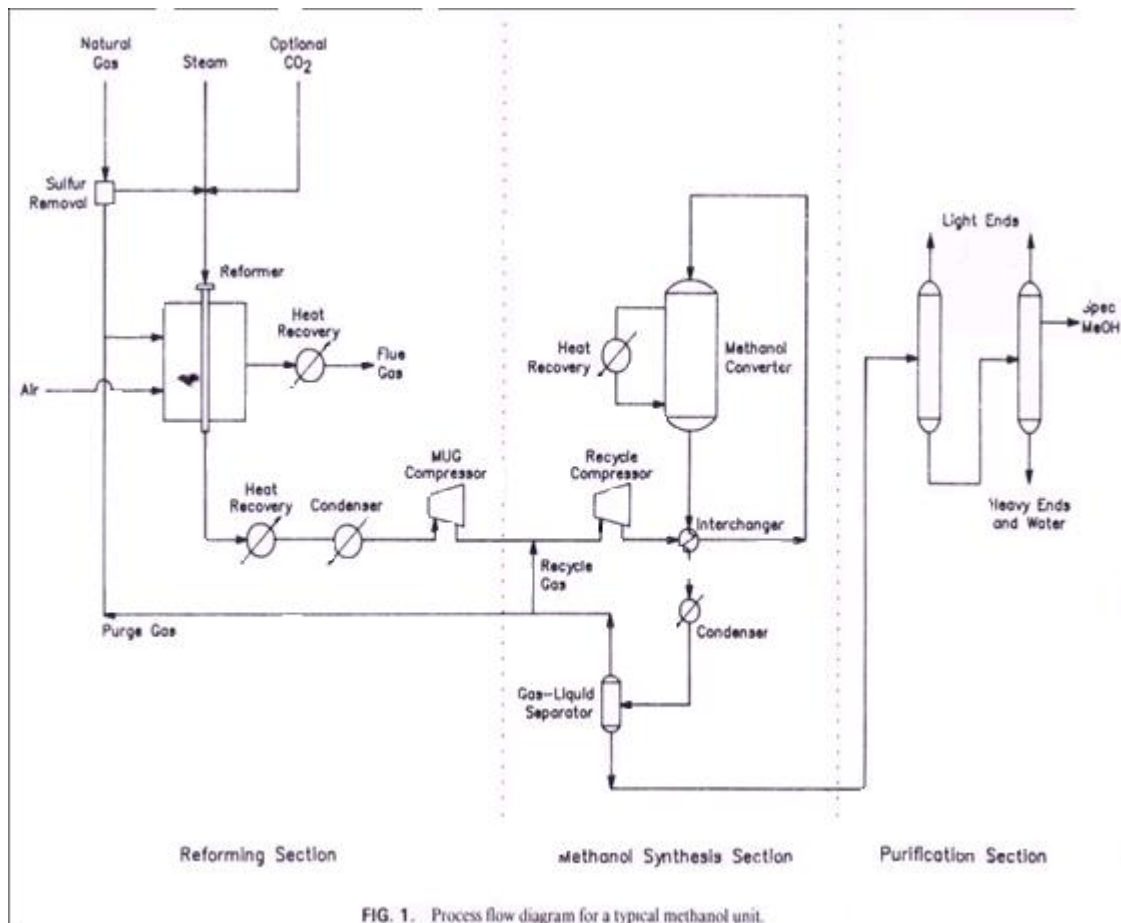 Natural
Gas
Steam
Optional
CO2
Sulfur
Removal
Reformer
Heat
Recovery
Flue
Gas
Air
MUG
Compressor
Heat
Recovery
Condenser
Purge Gas
Recycle
Gas
Heat
Recovery
Methanol
Converter
Recycle
Compressor
Interchanger
Condenser
Gas-Liquid
Separator
Light Ends
Spec
MeOH
Heavy Ends
and Water
Reforming Section
Methanol Synthesis Section
Purification Section
FIG. 1. Process flow diagram for a typical methanol unit.